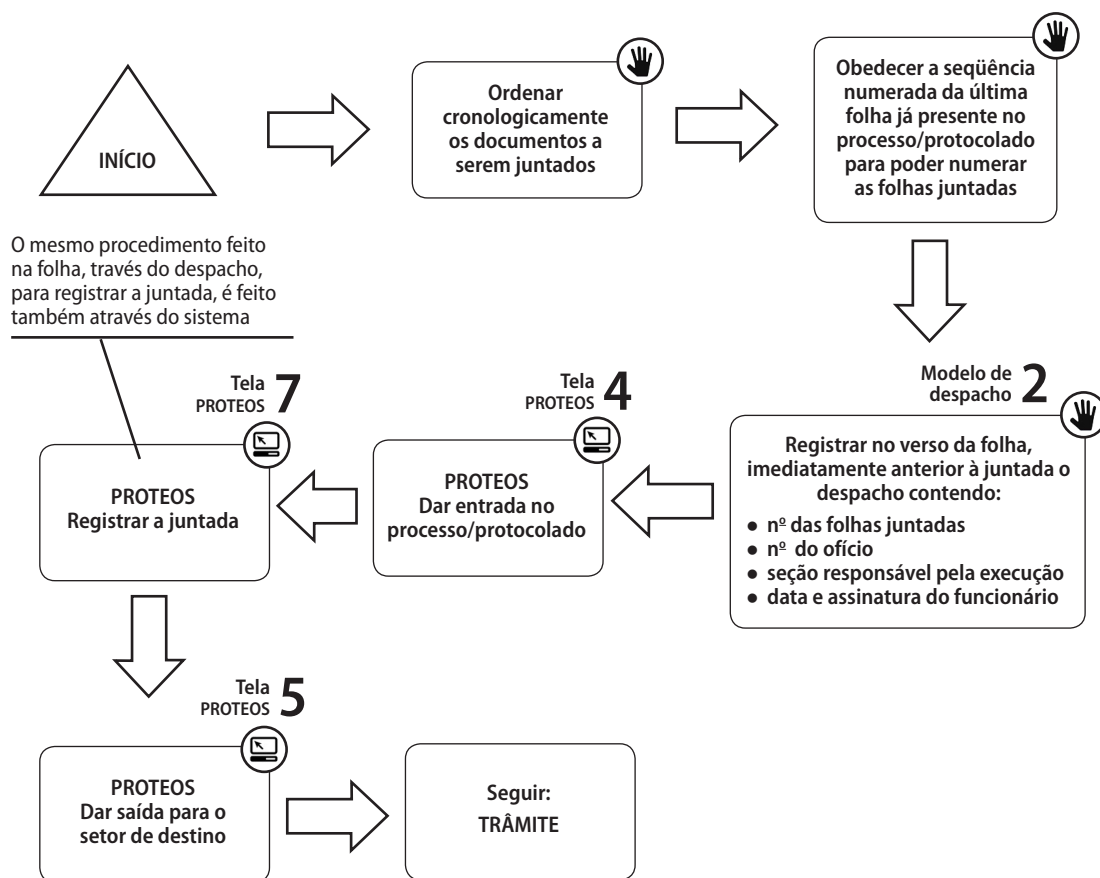 INÍCIO
Ordenar
cronologicamente
os documentos a
serem juntados
Obedecer a seqüência
numerada da última
folha já presente no
processo/protocolado
para poder numerar
as folhas juntadas
Modelo de
despacho 2
Registrar no verso da folha,
imediatamente anterior à juntada o
despacho contendo:
● nº das folhas juntadas
● nº do ofício
● seção responsável pela execução
● data e assinatura do funcionário
Tela
PROTEOS 4
PROTEOS
Dar entrada no
processo/protocolado
O mesmo procedimento feito
na folha, través do despacho,
para registrar a juntada, é feito
também através do sistema
Tela
PROTEOS 7
PROTEOS
Registrar a juntada
Tela
PROTEOS 5
PROTEOS
Dar saída para o
setor de destino
Seguir:
TRÂMITE